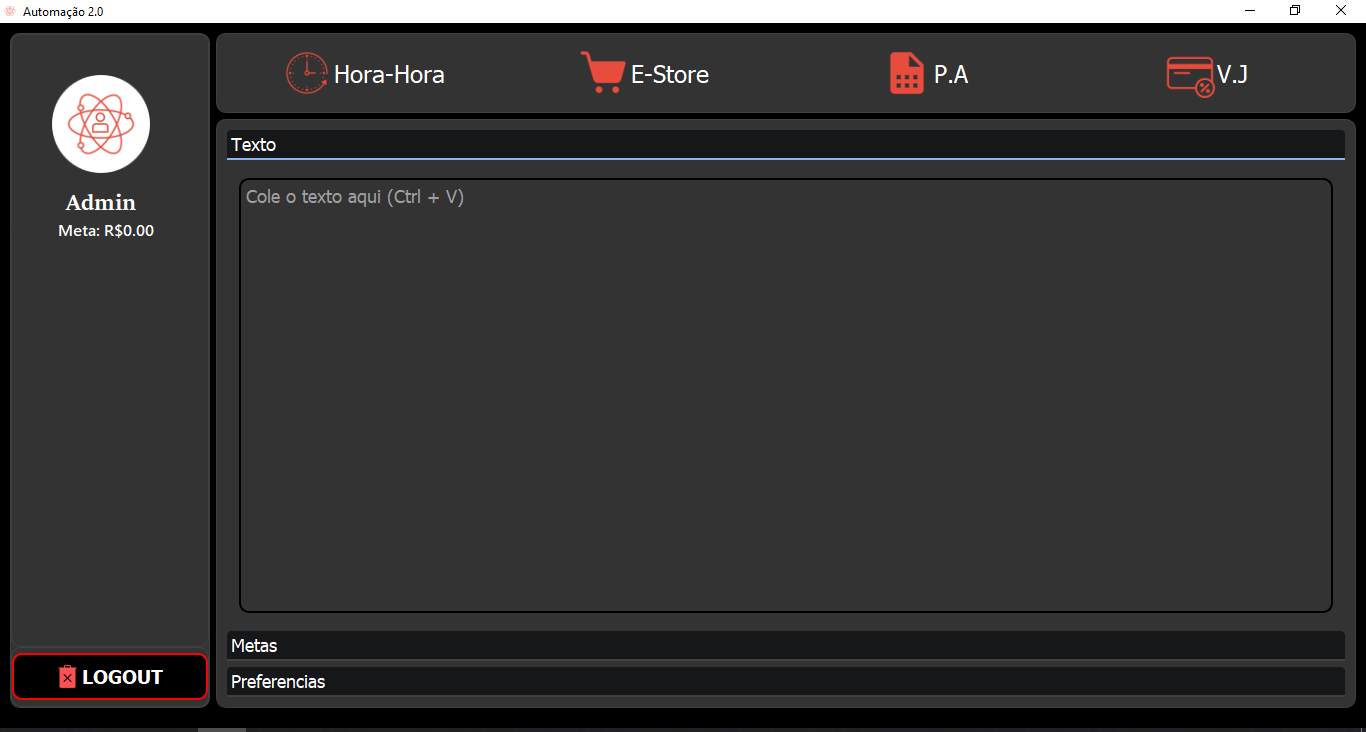 Automação 2.0
Hora-Hora
E-Store
P.A
V.J
Admin
Meta: R$0.00
Texto
Cole o texto aqui (Ctrl + V)
Metas
Preferencias
LOGOUT